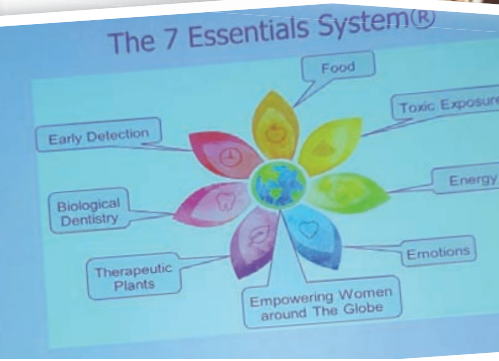 The 7 Essentials System®
Food
Toxic Exposure
Early Detection
Energy
Biological
Dentistry
Emotions
Therapeutic
Plants
Empowering Women
around The Globe